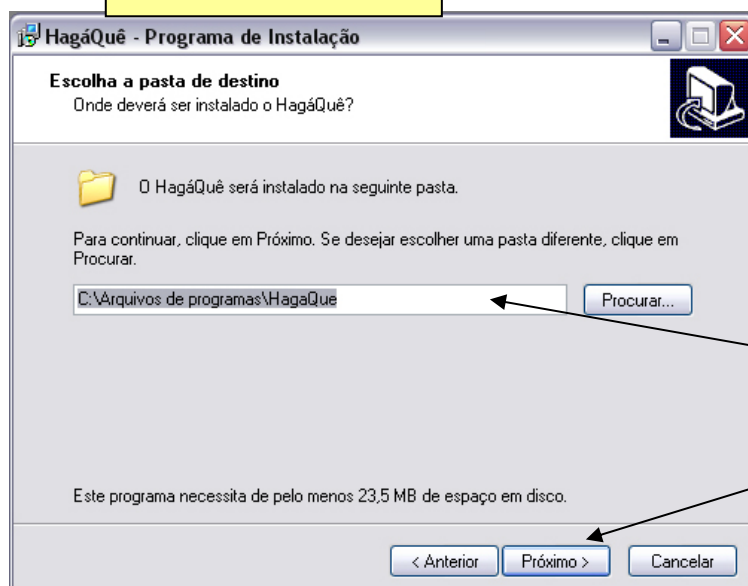 HagáQuê - Programa de Instalação
Escolha a pasta de destino
Onde deverá ser instalado o HagáQuê?
O HagáQuê será instalado na seguinte pasta.
Para continuar, clique em Próximo. Se desejar escolher uma pasta diferente, clique em
Procurar.
C:\Arquivos de programas\HagaQue
Procurar...
Este programa necessita de pelo menos 23,5 MB de espaço em disco.
< Anterior
Próximo >
Cancelar